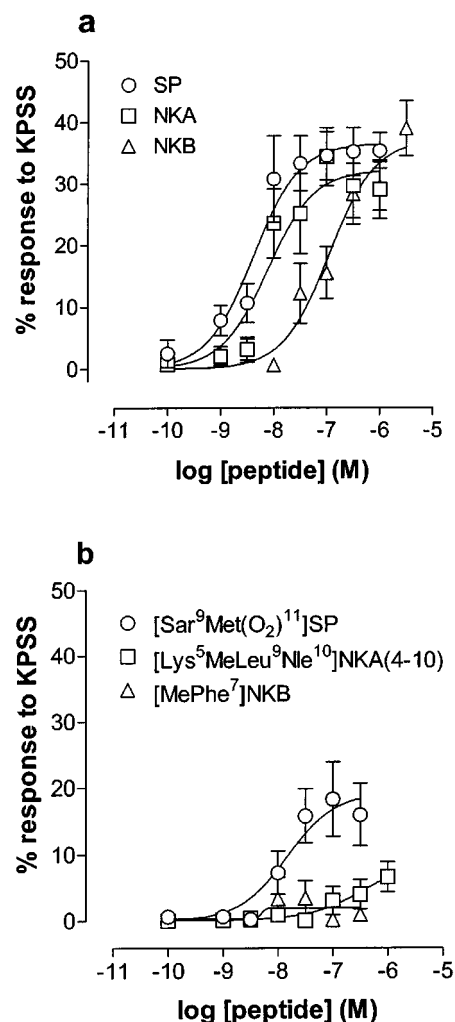 a
50
40
30
20
10
0
% response to KPSS
SP
NKA
NKB
-11 -10 -9 -8 -7 -6 -5
log [peptide] (M)
b
50
40
30
20
10
0
% response to KPSS
[Sar⁹Met(O₂)¹¹]SP
[Lys⁵MeLeu⁹Nle¹⁰]NKA(4-10)
[MePhe⁷]NKB
-11 -10 -9 -8 -7 -6 -5
log [peptide] (M)